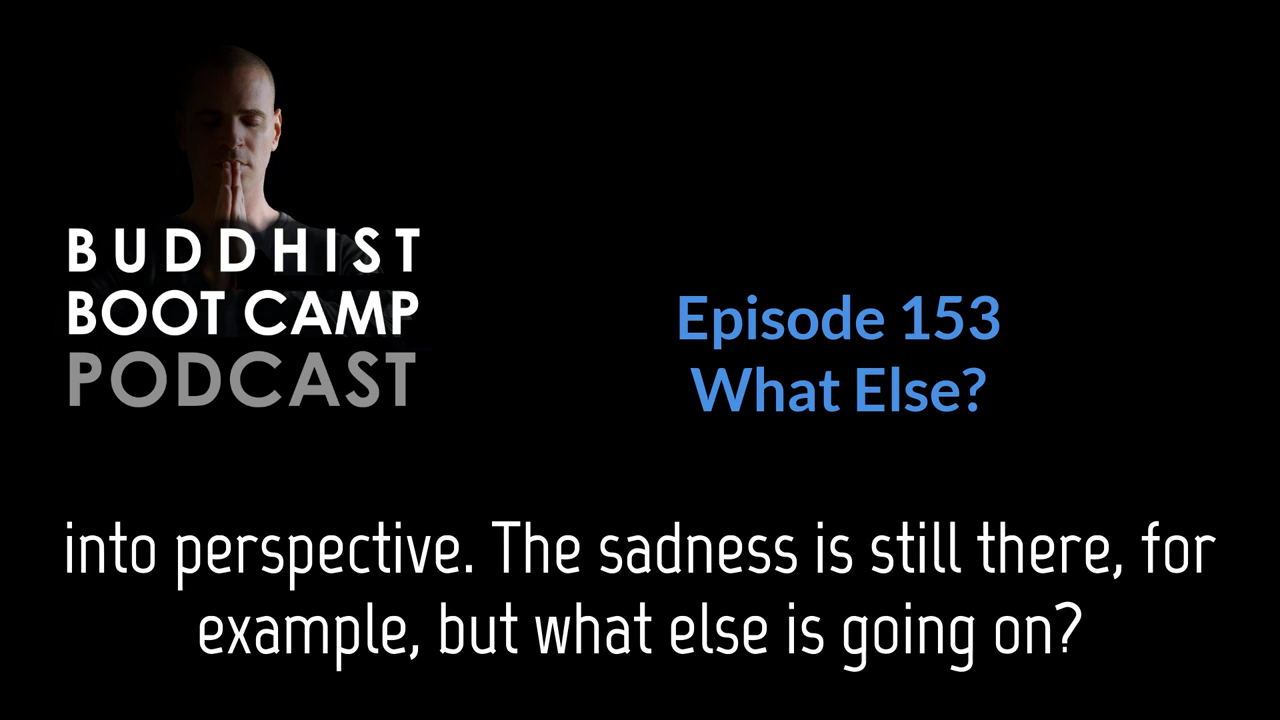 BUDDHIST
BOOT CAMP
PODCAST
Episode 153
What Else?
into perspective. The sadness is still there, for
example, but what else is going on?